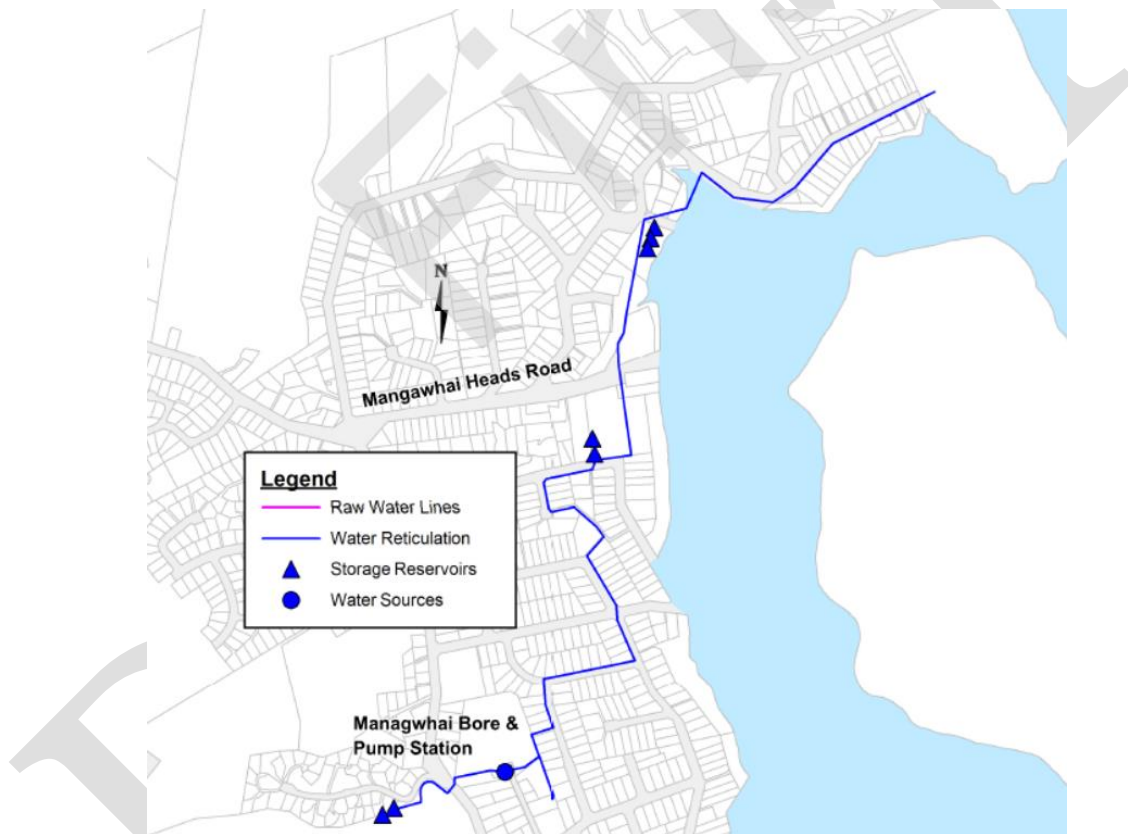 N
Mangawhai Heads Road
Legend
Raw Water Lines
Water Reticulation
Storage Reservoirs
Water Sources
Managwhai Bore &
Pump Station